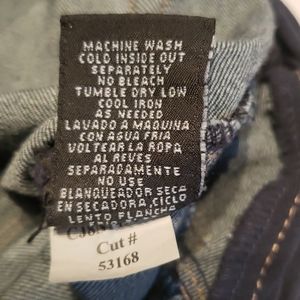 MACHINE WASH
COLD INSIDE OUT
SEPARATELY
NO BLEACH
TUMBLE DRY LOW
COOL IRON
AS NEEDED
LAVADO A MAQUINA
CON AGUA FRIA
VOLTEAR LA ROPA
AL REVES
SEPARADAMENTE
NO USE
BLANQUEADOR SECA
EN SECADORA, CICLO
LENTO PLANCHA
Cut #
53168